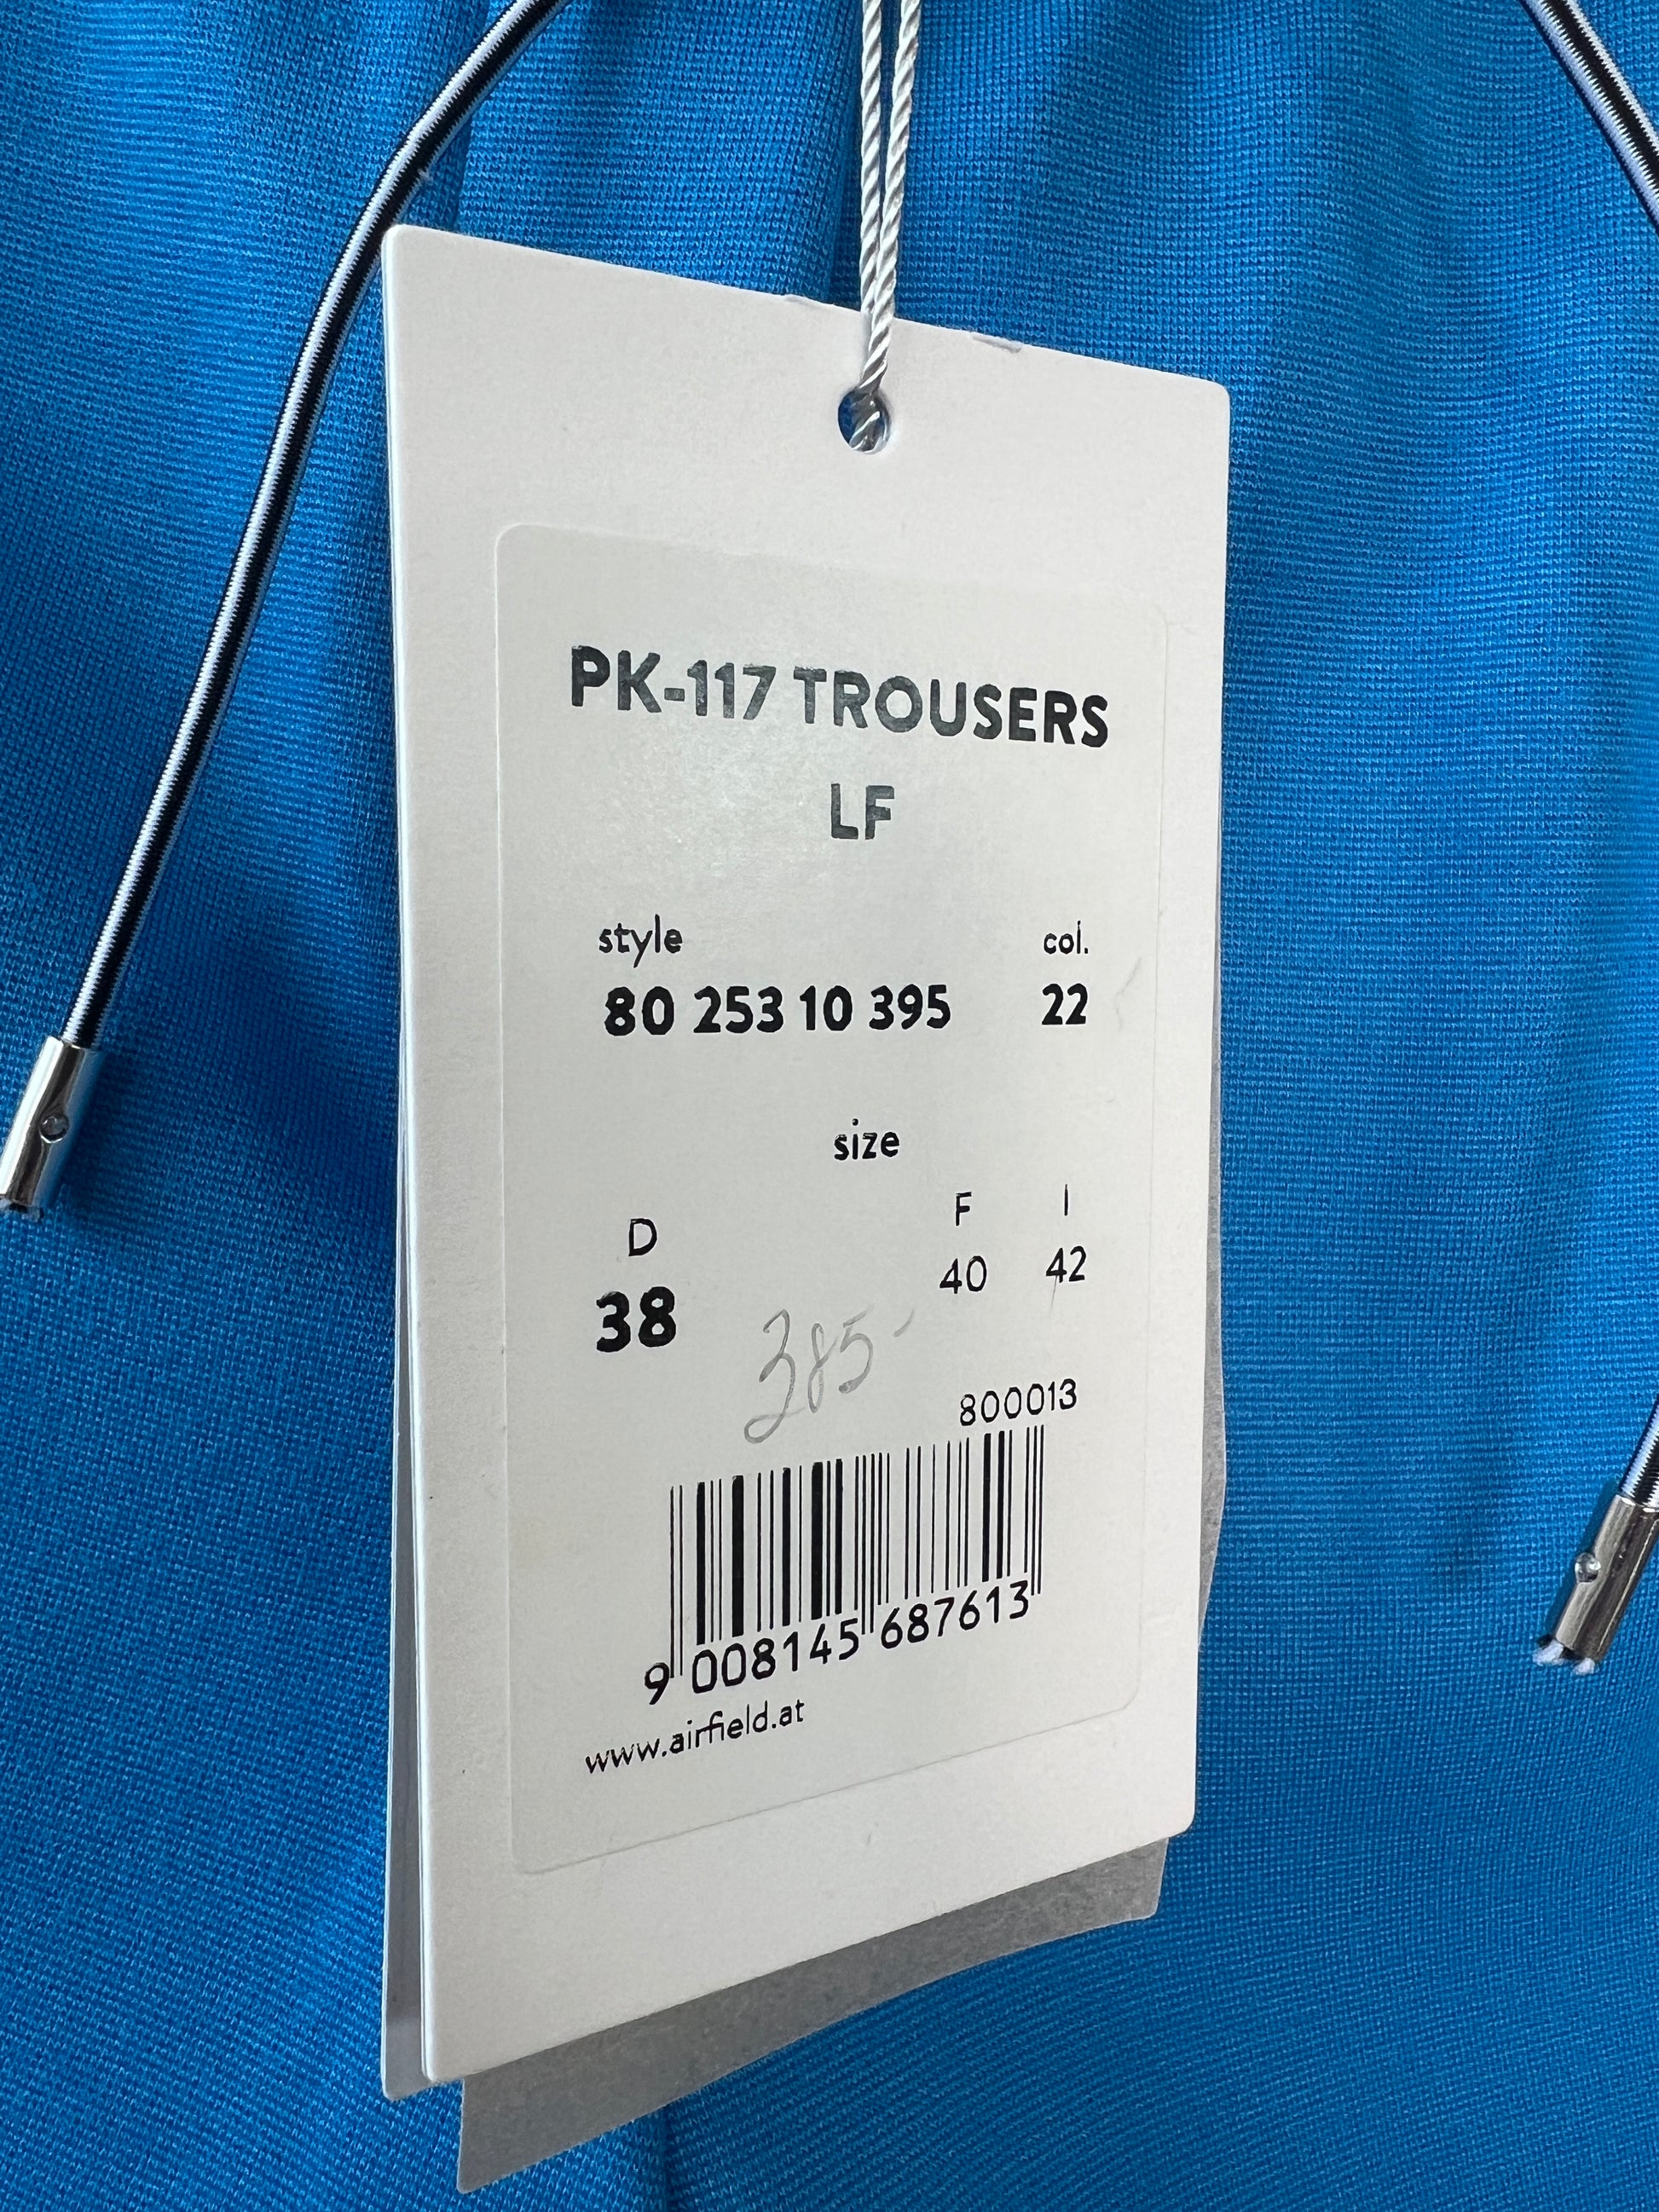 PK-117 TROUSERS
LF
style col.
80 253 10 395 22
size
D F I
38 40 42
385-
800013
9 008145 687613
www.airfield.at